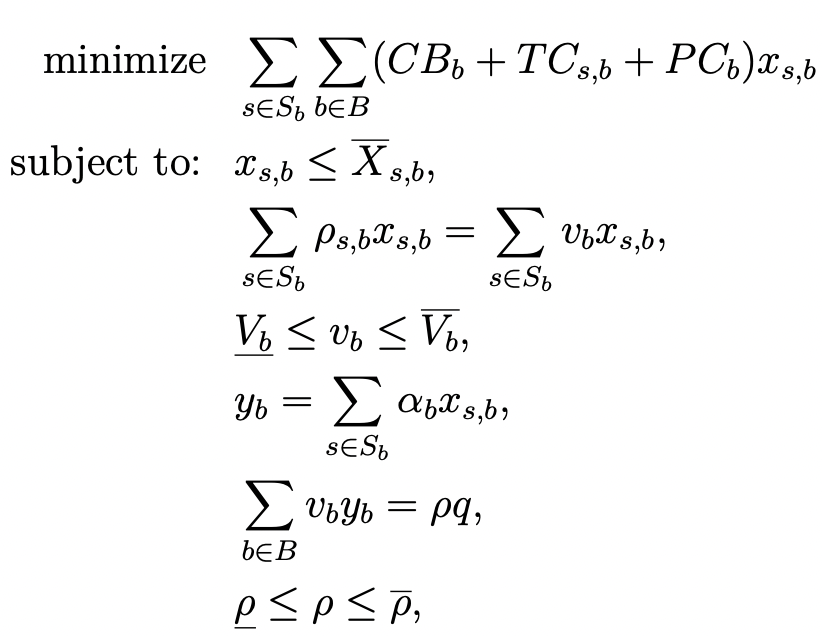 minimize \sum_{s \in S_b} \sum_{b \in B} (CB_b + TC_{s,b} + PC_b) x_{s,b}
subject to: x_{s,b} \leq \overline{X}_{s,b},
\sum_{s \in S_b} \rho_{s,b} x_{s,b} = \sum_{s \in S_b} v_b x_{s,b},
\underline{V_b} \leq v_b \leq \overline{V_b},
y_b = \sum_{s \in S_b} \alpha_b x_{s,b},
\sum_{b \in B} v_b y_b = \rho q,
\underline{\rho} \leq \rho \leq \overline{\rho},